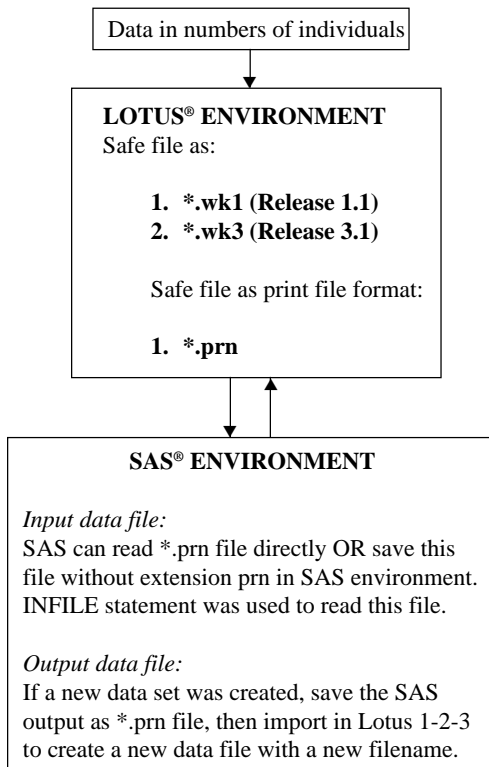 Data in numbers of individuals
LOTUS® ENVIRONMENT
Safe file as:
1. *.wk1 (Release 1.1)
2. *.wk3 (Release 3.1)
Safe file as print file format:
1. *.prn
SAS® ENVIRONMENT
Input data file:
SAS can read *.prn file directly OR save this
file without extension prn in SAS environment.
INFILE statement was used to read this file.
Output data file:
If a new data set was created, save the SAS
output as *.prn file, then import in Lotus 1-2-3
to create a new data file with a new filename.